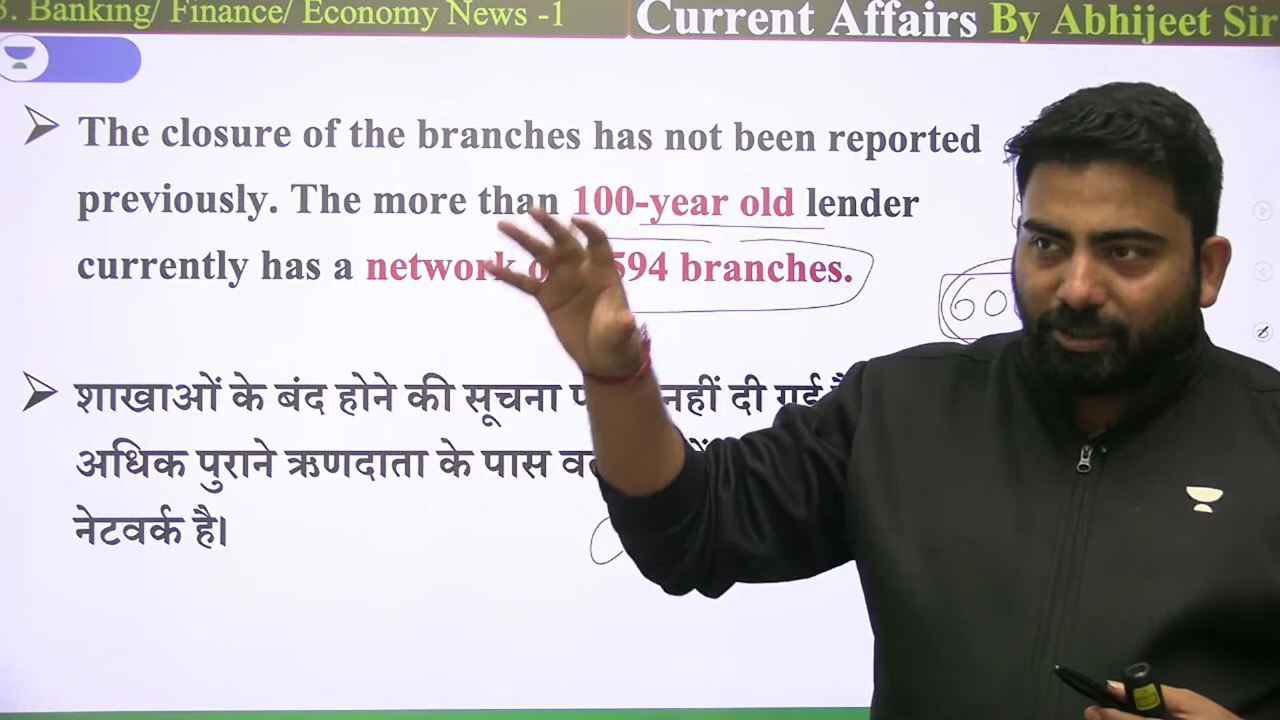 3. Banking/ Finance/ Economy News -1
Current Affairs By Abhijeet Sir
The closure of the branches has not been reported
previously. The more than 100-year old lender
currently has a network 594 branches.
60
शाखाओं के बंद होने की सूचना नहीं दी गई
अधिक पुराने ऋणदाता के पास
नेटवर्क है।